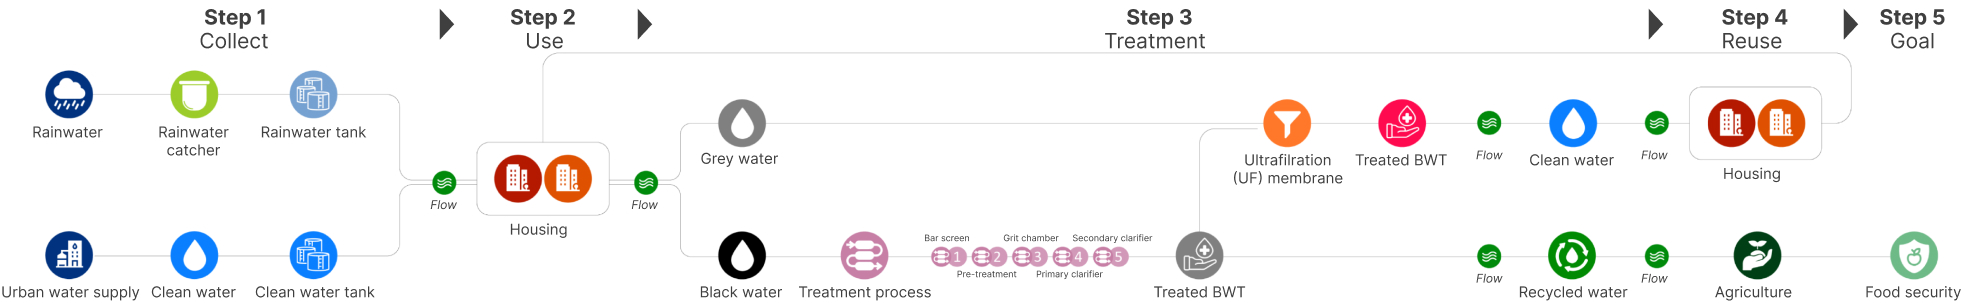 Step 1
Collect
Step 2
Use
Step 3
Treatment
Step 4
Reuse
Step 5
Goal
Rainwater
Rainwater
catcher
Rainwater tank
Urban water supply
Clean water
Clean water tank
Flow
Housing
Flow
Grey water
Black water
Treatment process
Bar screen
Grit chamber
Secondary clarifier
1
2
3
4
5
Pre-treatment
Primary clarifier
Treated BWT
Ultrafilration
(UF) membrane
Treated BWT
Flow
Clean water
Flow
Housing
Flow
Recycled water
Flow
Agriculture
Food security